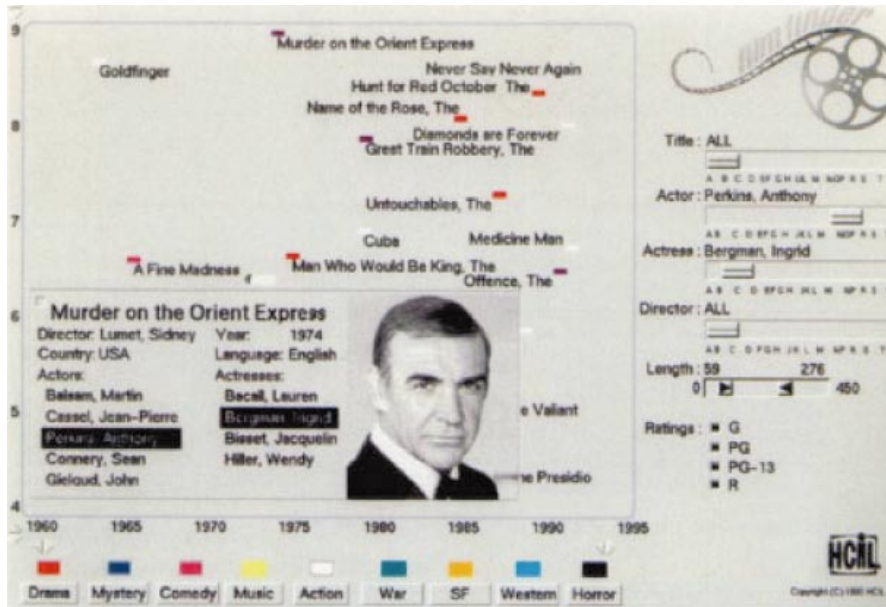 film finder
9
Murder on the Orient Express
Goldfinger
Never Say Never Again
Hunt for Red October The
Name of the Rose, The
8
Diamonds are Forever
Great Train Robbery, The
7
Untouchables, The
Cuba
Medicine Man
A Fine Madness
Man Who Would Be King, The
Offence, The
6
Murder on the Orient Express
Director: Lumet, Sidney Year: 1974
Country: USA Language: English
Actors: Actresses:
Balsam, Martin Bacall, Lauren
Cassel, Jean-Pierre Bergman, Ingrid
Perkins, Anthony Bisset, Jacquelin
Connery, Sean Hiller, Wendy
Gielgud, John
5
e Valiant
ne Presidio
4
1960 1965 1970 1975 1980 1985 1990 1995
Drama Mystery Comedy Music Action War SF Western Horror
Title : ALL
Actor : Perkins, Anthony
Actress : Bergman, Ingrid
Director : ALL
Length : 59 276
0 450
Ratings : G
PG
PG-13
R
HCIL